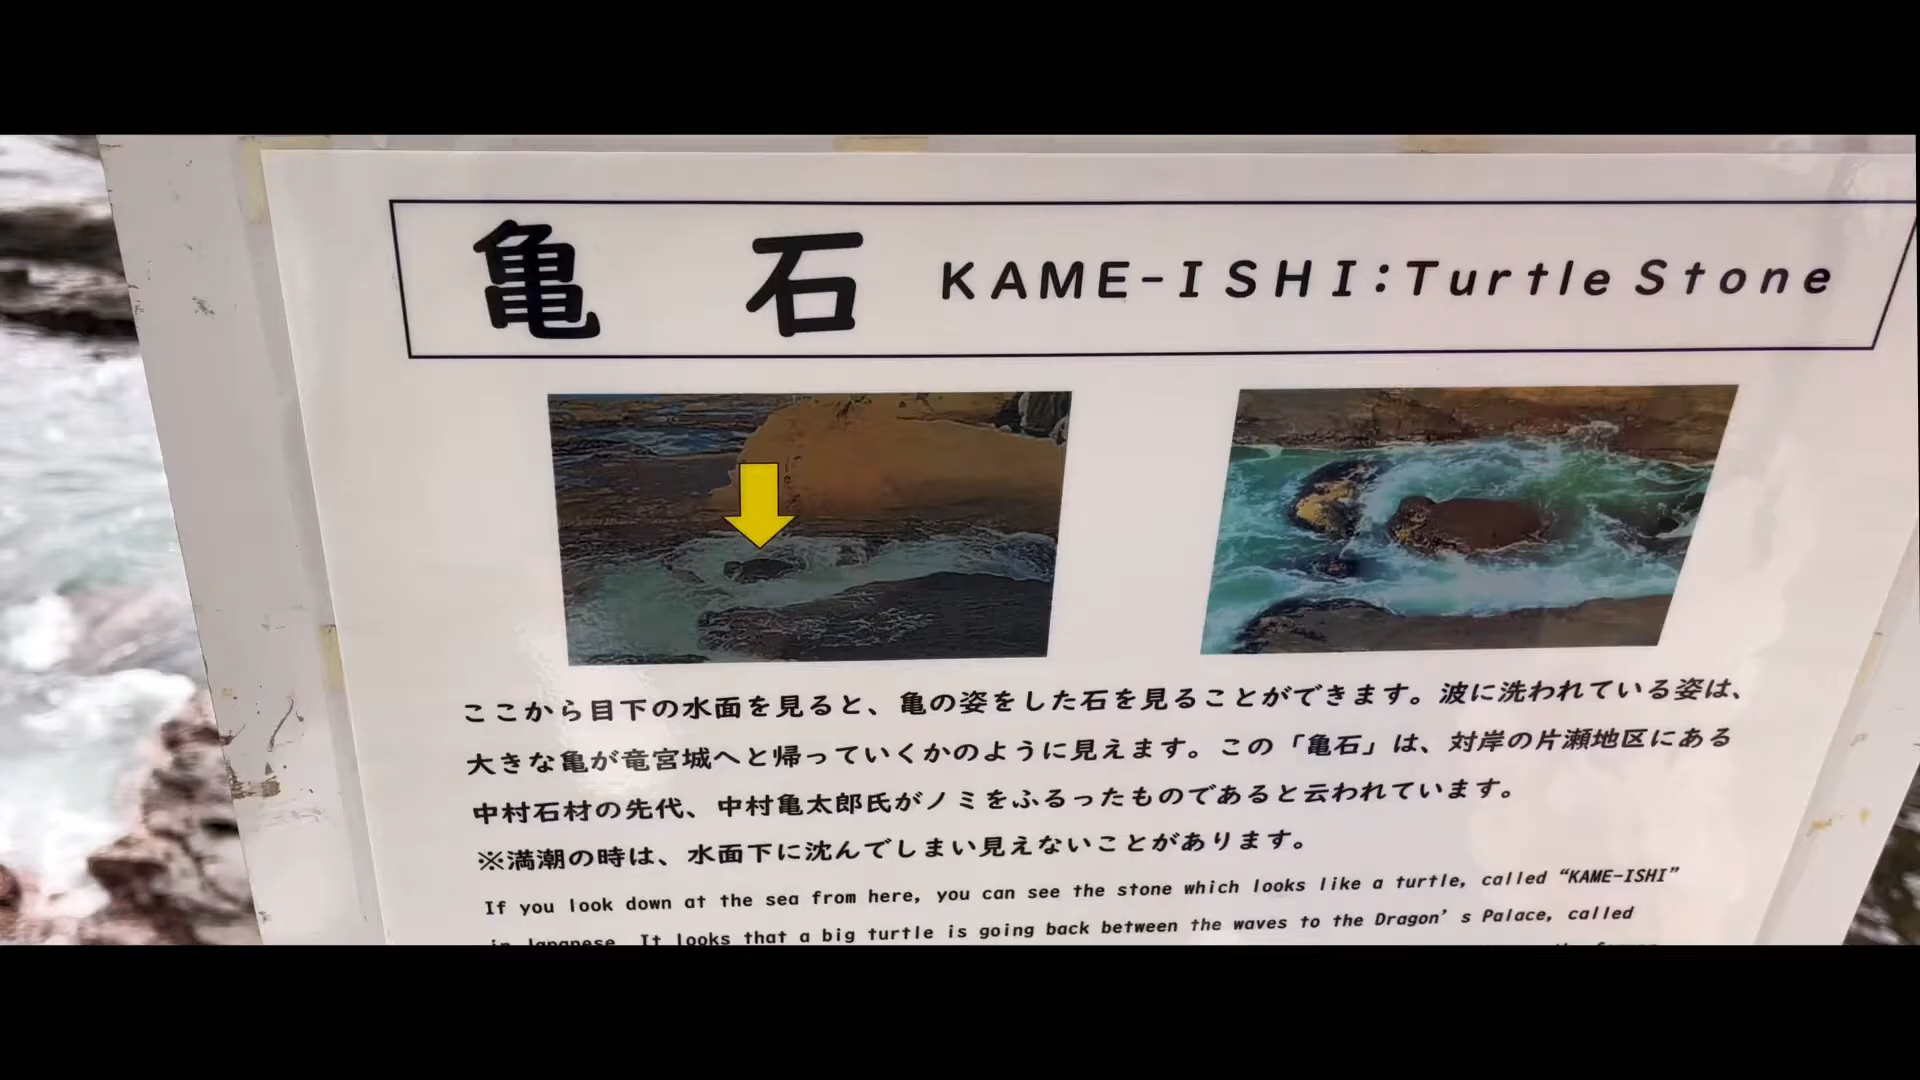 亀 石 KAME-ISHI:Turtle Stone
ここから目下の水面を見ると、亀の姿をした石を見ることができます。波に洗われている姿は、
大きな亀が竜宮城へと帰っていくかのように見えます。この「亀石」は、対岸の片瀬地区にある
中村石材の先代、中村亀太郎氏がノミをふるったものであると云われています。
※満潮の時は、水面下に沈んでしまい見えないことがあります。
If you look down at the sea from here, you can see the stone which looks like a turtle, called “KAME-ISHI”
in Japanese. It looks that a big turtle is going back between the waves to the Dragon’s Palace, called